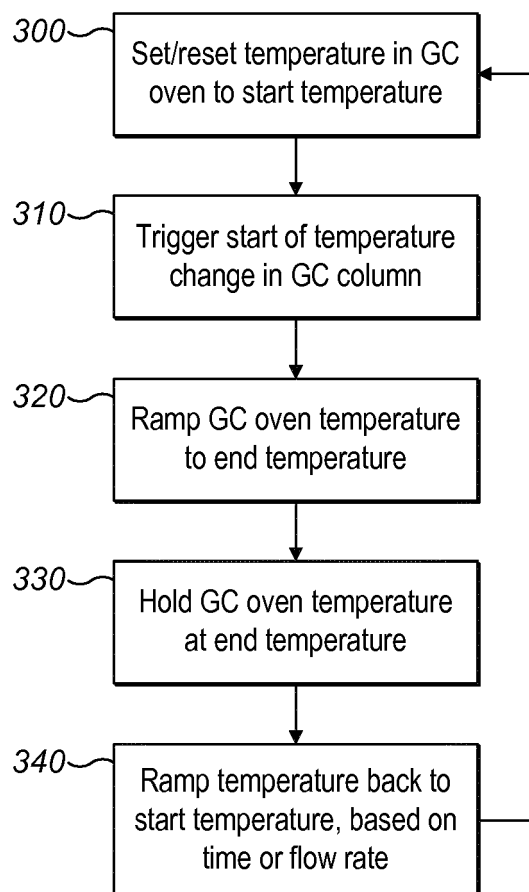 300
Set/reset temperature in GC
oven to start temperature
310
Trigger start of temperature
change in GC column
320
Ramp GC oven temperature
to end temperature
330
Hold GC oven temperature
at end temperature
340
Ramp temperature back to
start temperature, based on
time or flow rate